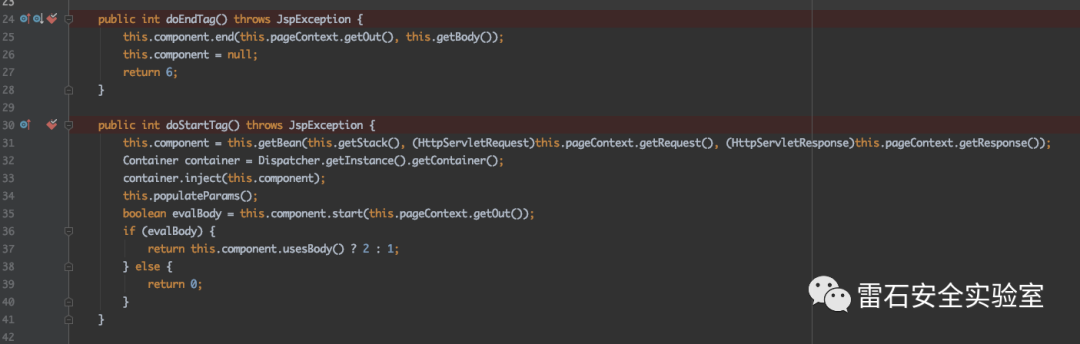 23
24 public int doEndTag() throws JspException {
25 this.component.end(this.pageContext.getOut(), this.getBody());
26 this.component = null;
27 return 6;
28 }
29
30 public int doStartTag() throws JspException {
31 this.component = this.getBean(this.getStack(), (HttpServletRequest)this.pageContext.getRequest(), (HttpServletResponse)this.pageContext.getResponse());
32 Container container = Dispatcher.getInstance().getContainer();
33 container.inject(this.component);
34 this.populateParams();
35 boolean evalBody = this.component.start(this.pageContext.getOut());
36 if (evalBody) {
37 return this.component.usesBody() ? 2 : 1;
38 } else {
39 return 0;
40 }
41 }
42
雷石安全实验室